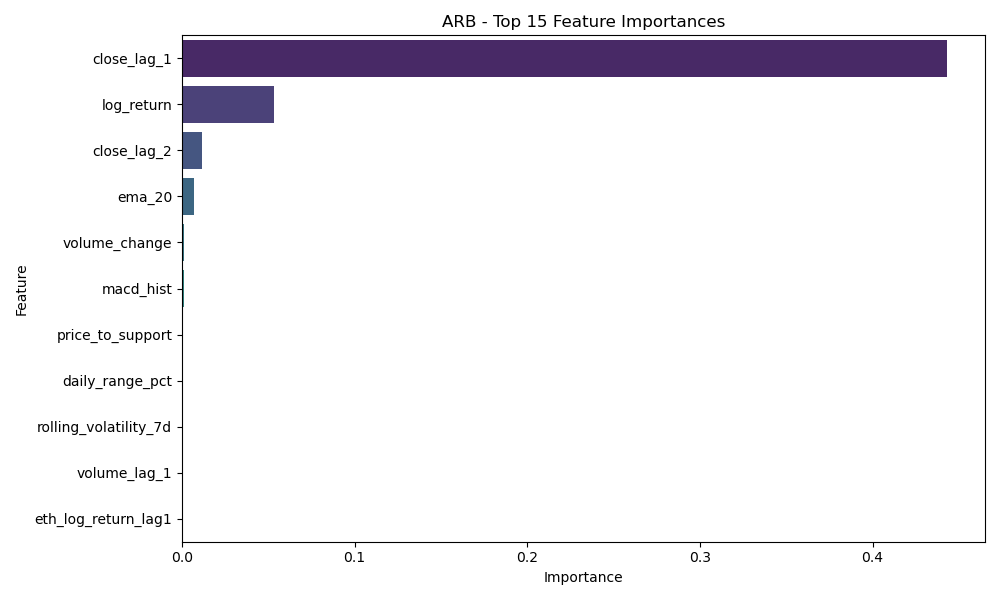 ARB - Top 15 Feature Importances
close_lag_1
log_return
close_lag_2
ema_20
volume_change
macd_hist
price_to_support
daily_range_pct
rolling_volatility_7d
volume_lag_1
eth_log_return_lag1
Feature
0.0 0.1 0.2 0.3 0.4
Importance